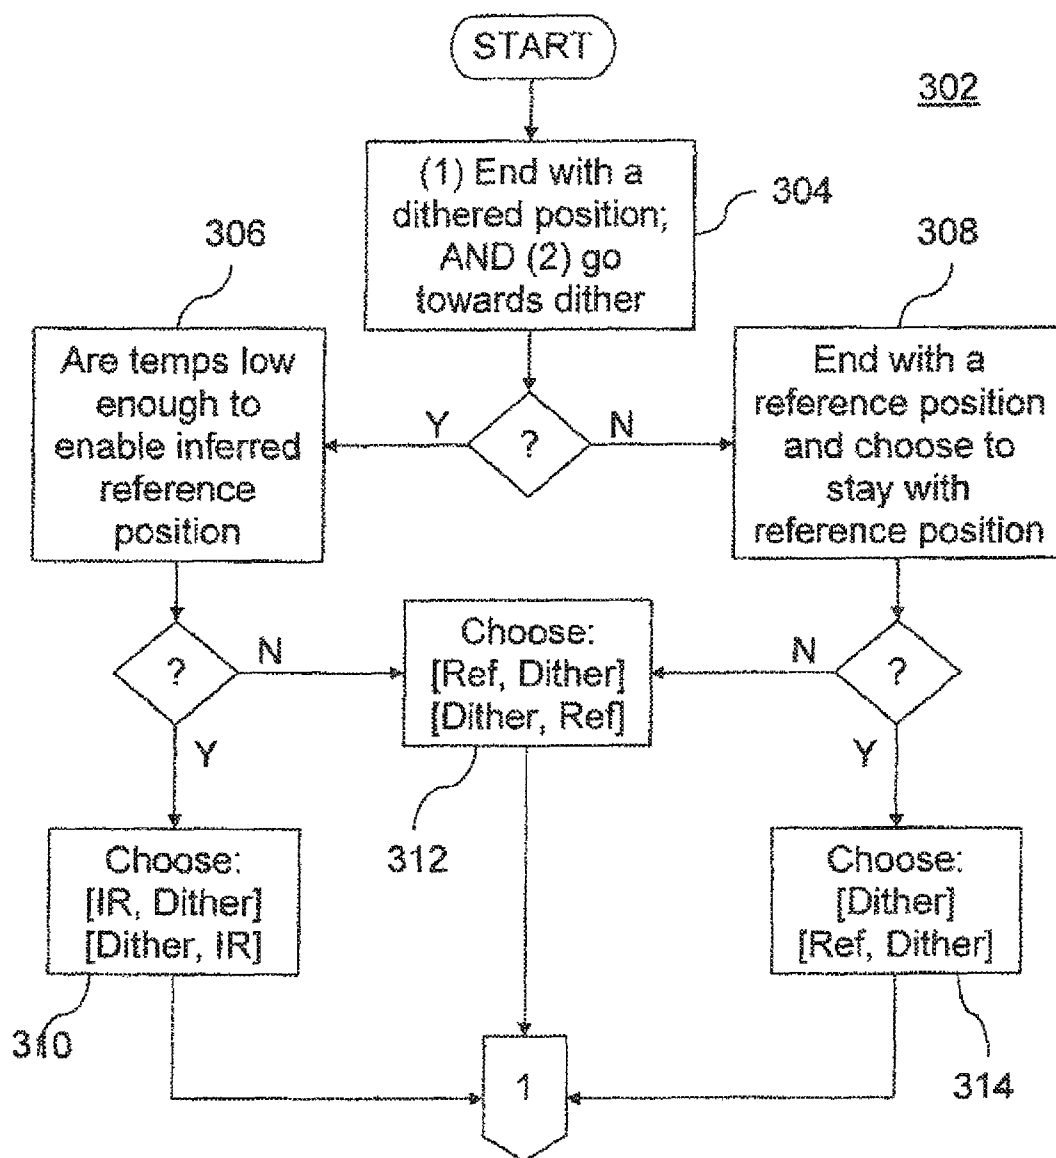 START
302
(1) End with a
dithered position;
AND (2) go
towards dither
304
306
308
Are temps low
enough to
enable inferred
reference
position
Y
?
N
End with a
reference position
and choose to
stay with
reference position
?
N
Y
Choose:
[Ref, Dither]
[Dither, Ref]
312
N
?
Y
Choose:
[IR, Dither]
[Dither, IR]
310
Choose:
[Dither]
[Ref, Dither]
314
1